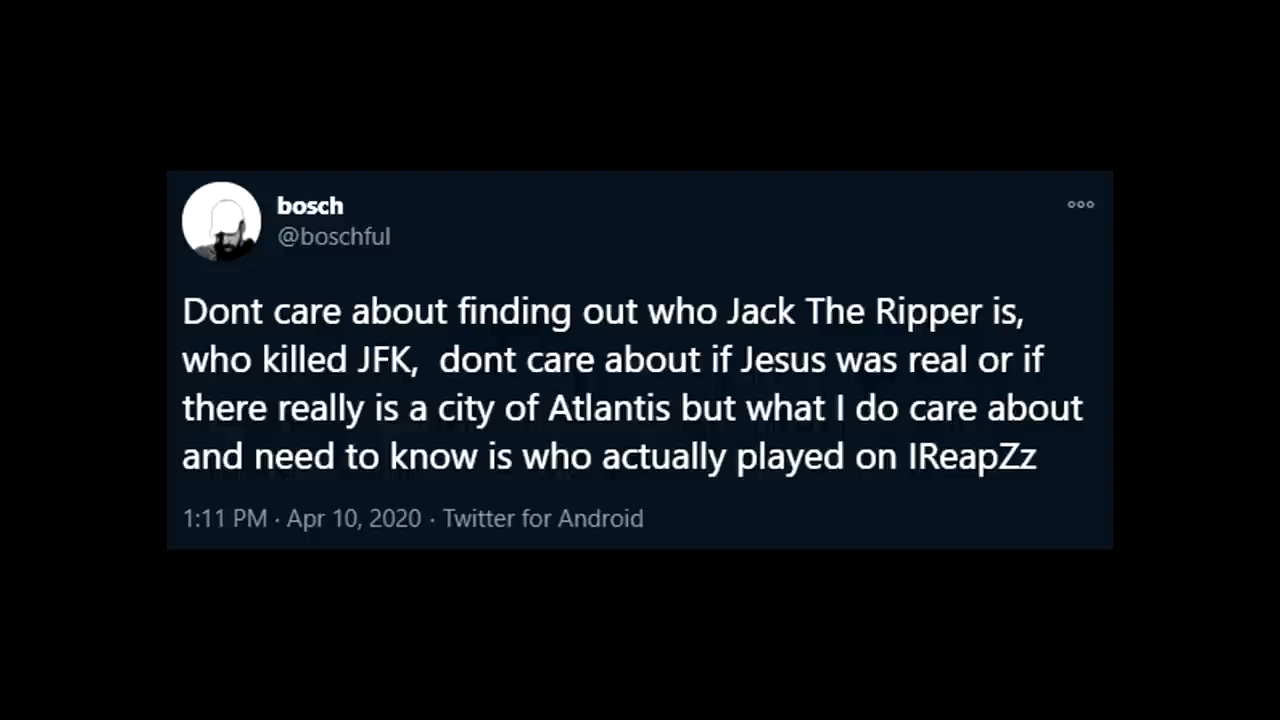 bosch
@boschful
Dont care about finding out who Jack The Ripper is,
who killed JFK,  dont care about if Jesus was real or if
there really is a city of Atlantis but what I do care about
and need to know is who actually played on IReapZz
1:11 PM · Apr 10, 2020 · Twitter for Android